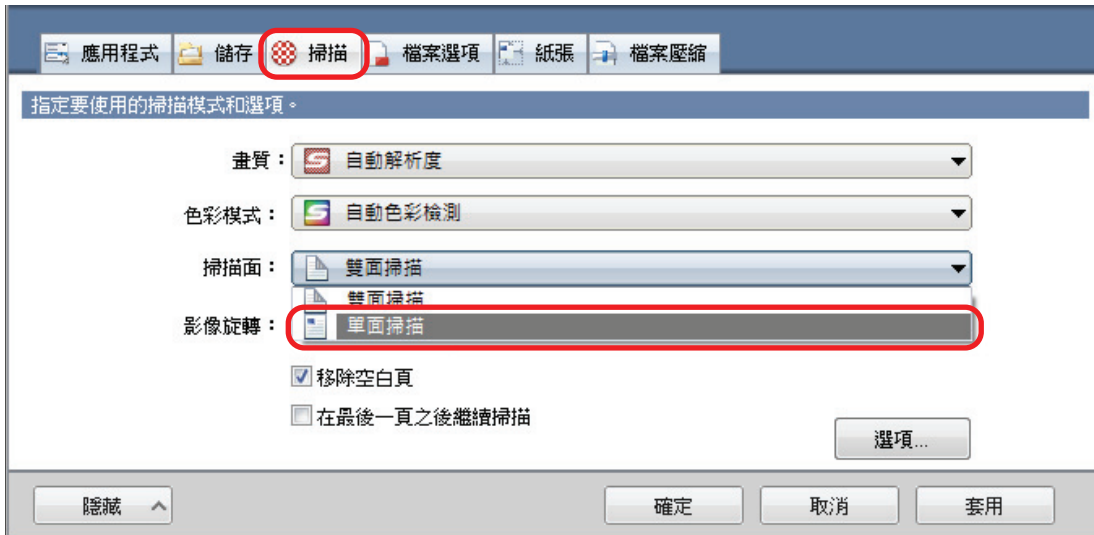 應用程式 儲存 掃描 檔案選項 紙張 檔案壓縮
指定要使用的掃描模式和選項。
畫質： 自動解析度
色彩模式： 自動色彩檢測
掃描面： 雙面掃描
雙面掃描
影像旋轉： 單面掃描
移除空白頁
在最後一頁之後繼續掃描
選項...
隱藏 確定 取消 套用